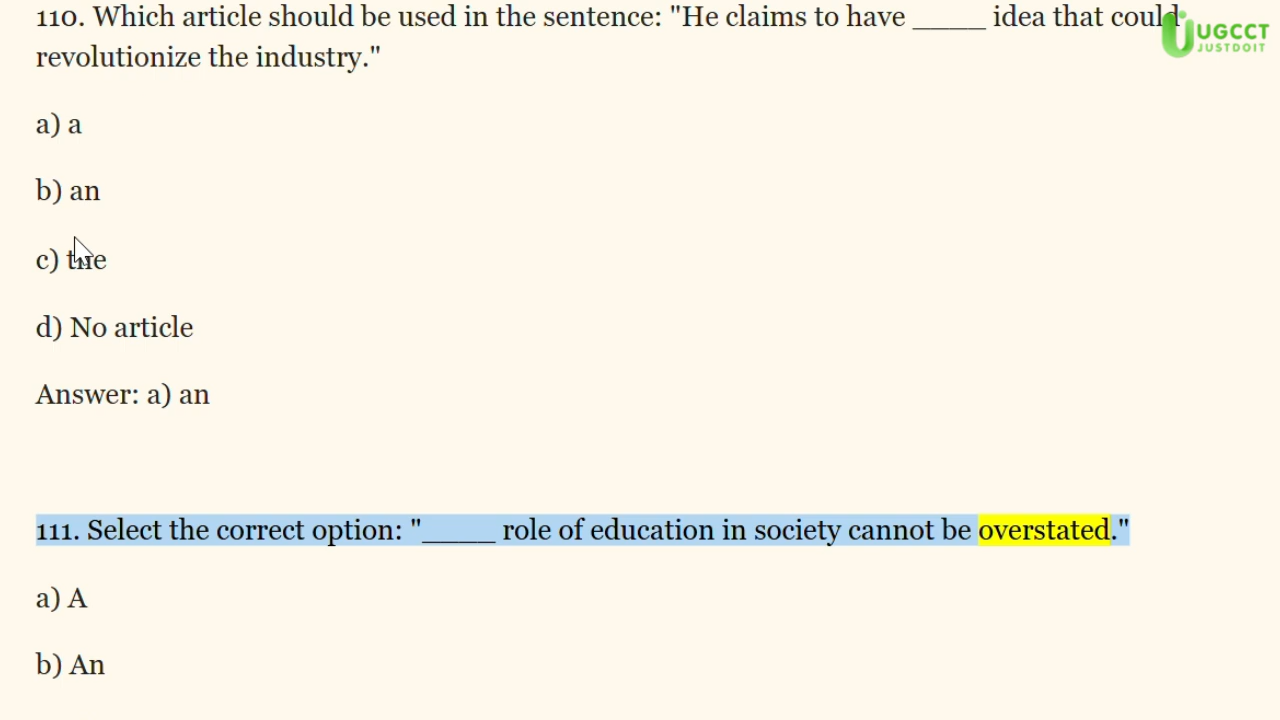 110. Which article should be used in the sentence: "He claims to have _____ idea that could
revolutionize the industry."
UGCCT
JUSTDOIT
a) a
b) an
c) the
d) No article
Answer: a) an
111. Select the correct option: "_____ role of education in society cannot be overstated."
a) A
b) An